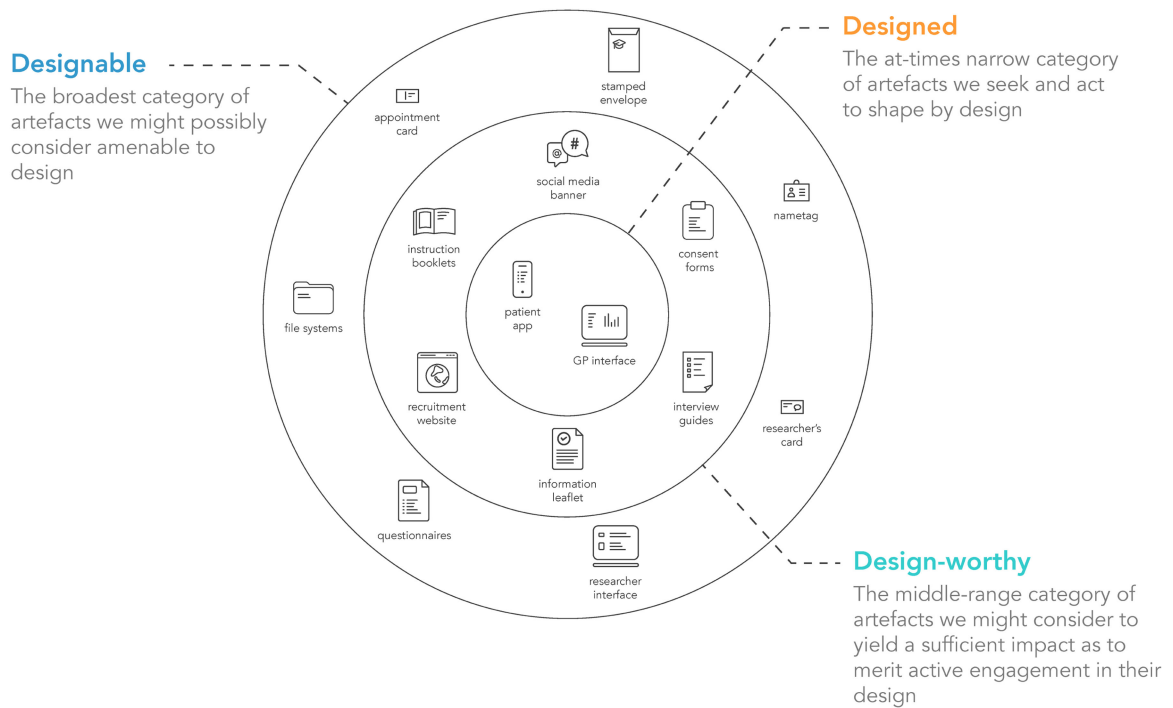 Designable
The broadest category of
artefacts we might possibly
consider amenable to
design
Designed
The at-times narrow category
of artefacts we seek and act
to shape by design
stamped
envelope
appointment
card
#
@
social media
banner
nametag
instruction
booklets
consent
forms
file systems
patient
app
GP interface
recruitment
website
interview
guides
researcher's
card
information
leaflet
questionnaires
researcher
interface
Design-worthy
The middle-range category of
artefacts we might consider to
yield a sufficient impact as to
merit active engagement in their
design